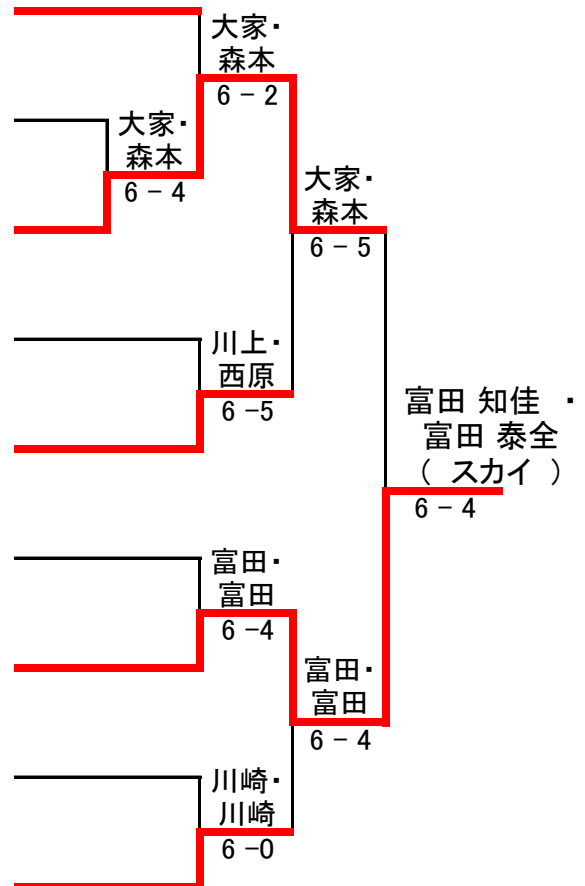 大家・
森本
6 － 2
大家・
森本
6 － 4
大家・
森本
6 － 5
川上・
西原
6 －5
富田 知佳 ・
富田 泰全
（ スカイ ）
6 － 4
富田・
富田
6 －4
富田・
富田
6 － 4
川崎・
川崎
6 －0